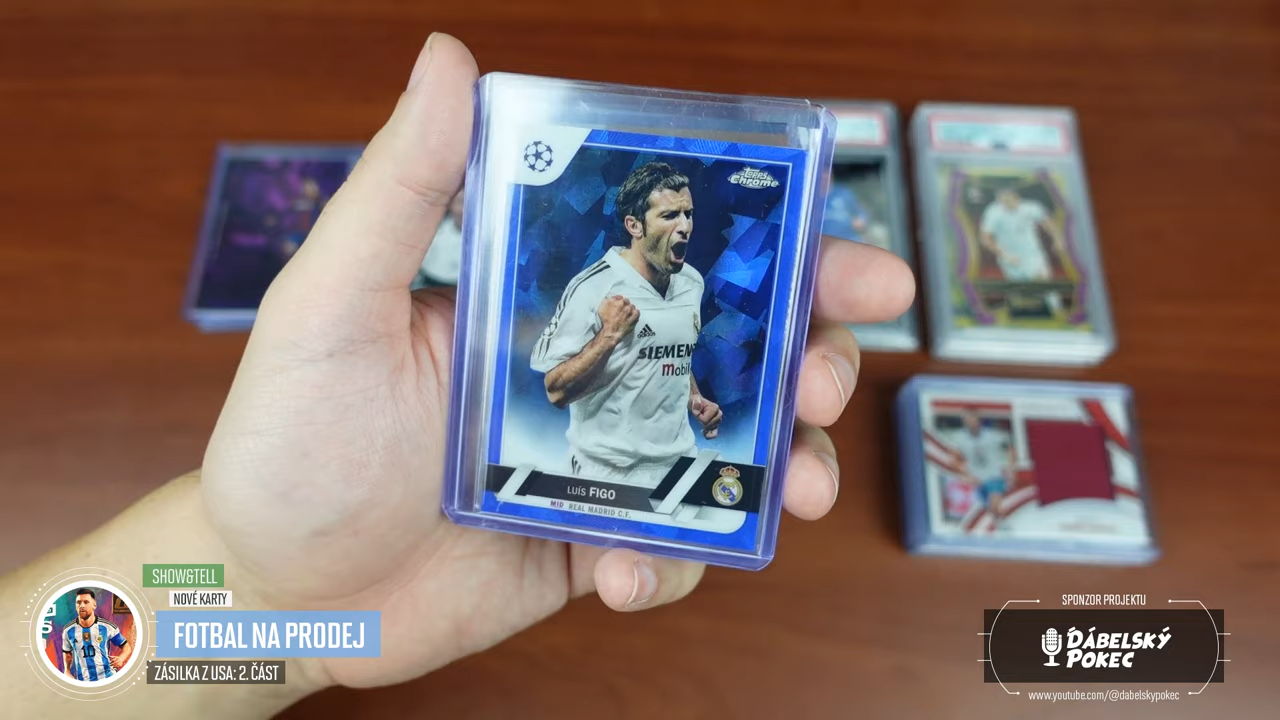 Topps
Chrome
SIEMENS
mobil
LUÍS FIGO
MID REAL MADRID C.F.
SHOW&TELL
NOVÉ KARTY
FOTBAL NA PRODEJ
ZÁSILKA Z USA: 2. ČÁST
SPONZOR PROJEKTU
ĎÁBELSKÝ
POKEC
www.youtube.com/@dabelskypokec